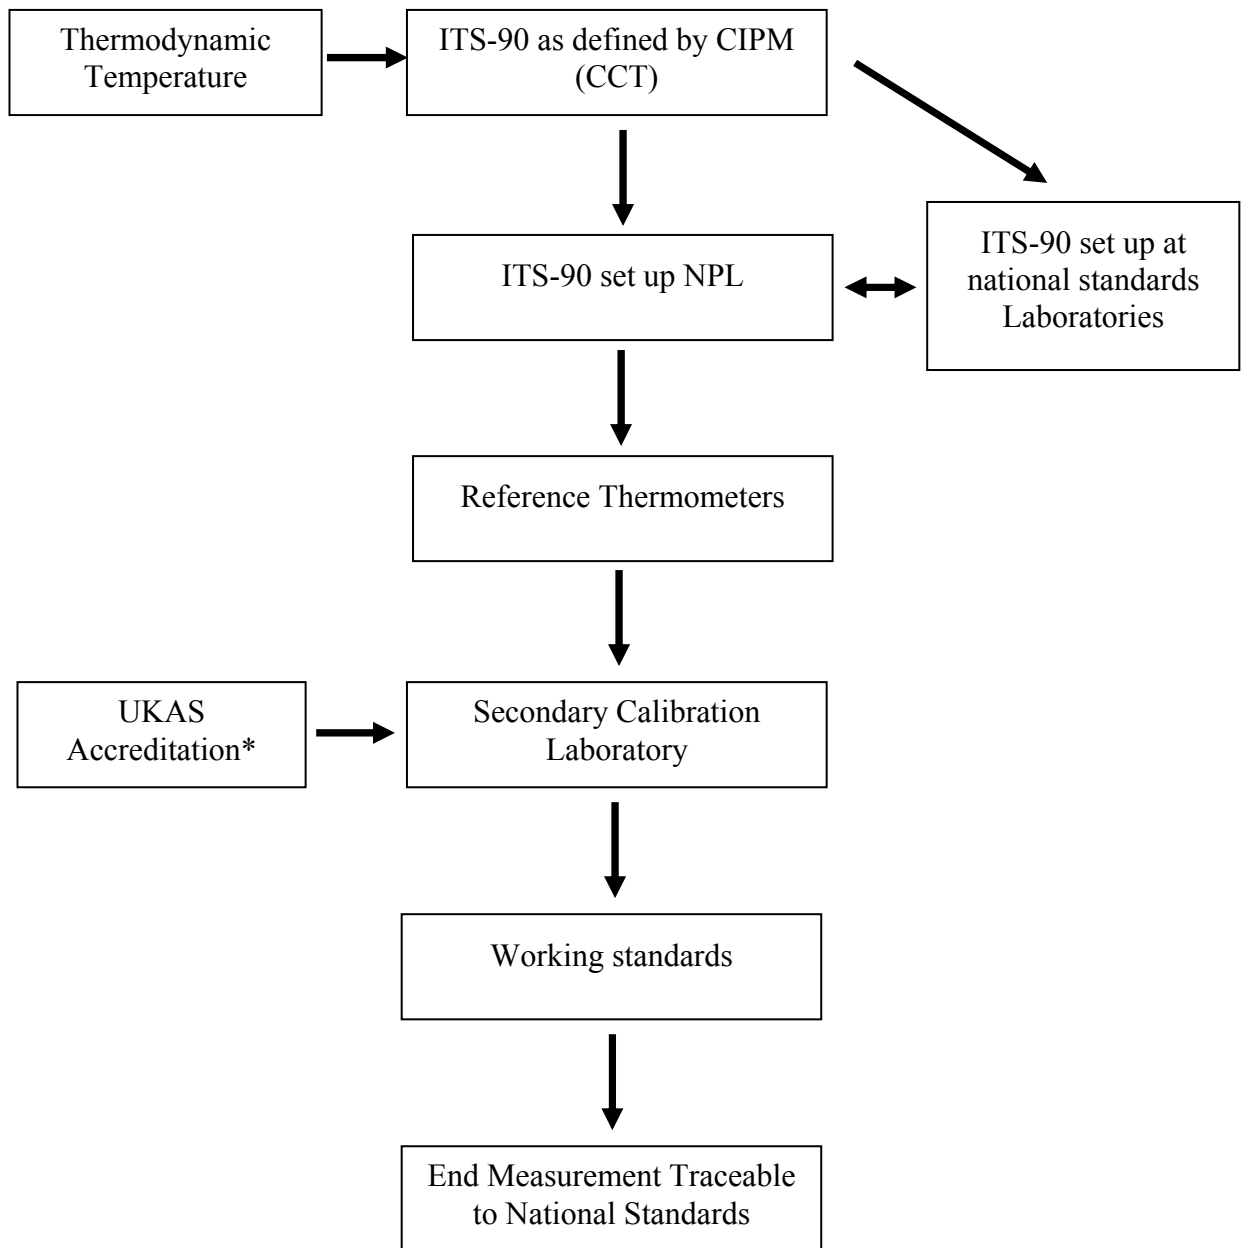 Thermodynamic
Temperature
ITS-90 as defined by CIPM
(CCT)
ITS-90 set up NPL
ITS-90 set up at
national standards
Laboratories
Reference Thermometers
UKAS
Accreditation*
Secondary Calibration
Laboratory
Working standards
End Measurement Traceable
to National Standards